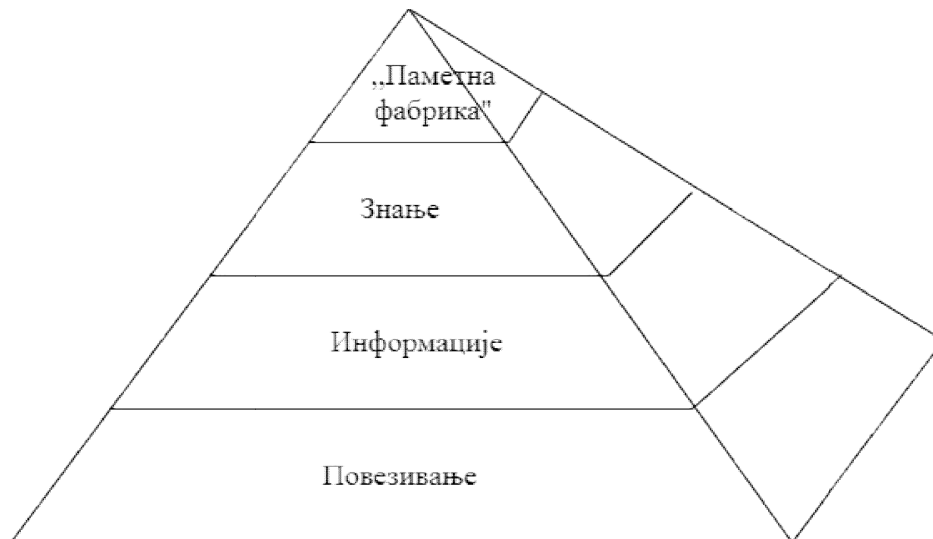 ,,Паметна
фабрика"
Знање
Информације
Повезивање